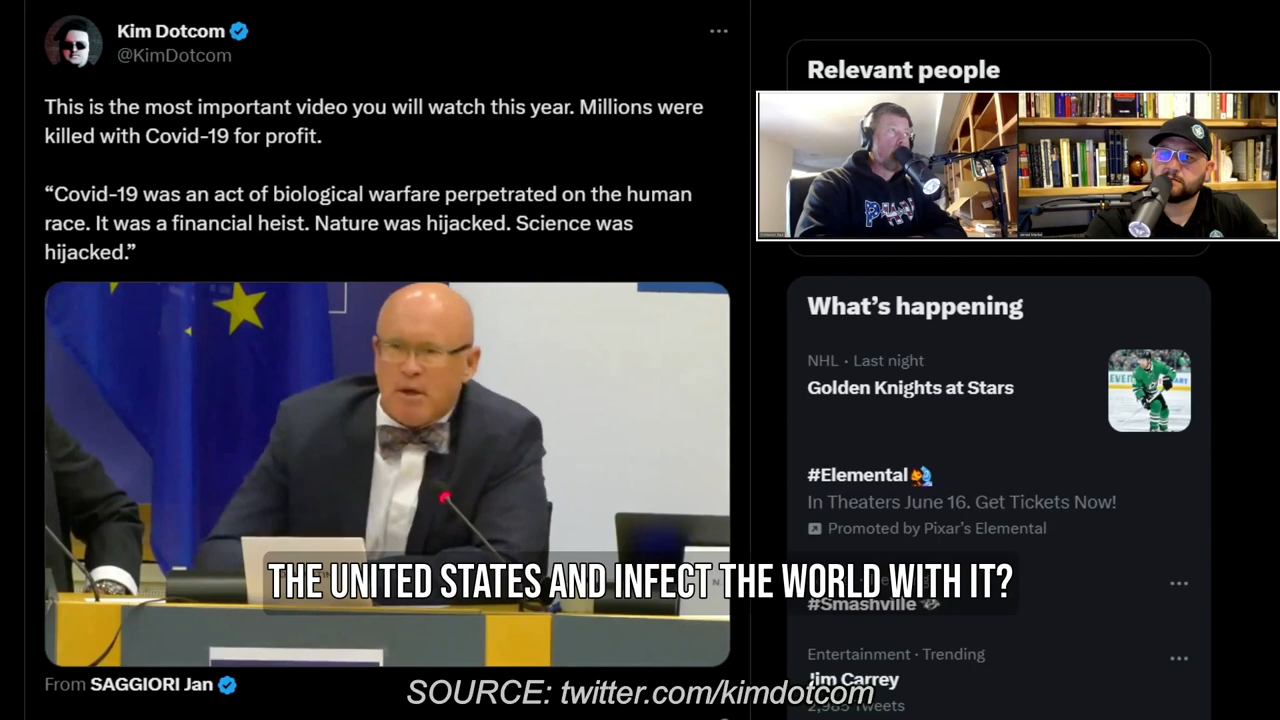 Kim Dotcom
@KimDotcom
This is the most important video you will watch this year. Millions were
killed with Covid-19 for profit.
“Covid-19 was an act of biological warfare perpetrated on the human
race. It was a financial heist. Nature was hijacked. Science was
hijacked.”
From SAGGIORI Jan
Relevant people
What’s happening
NHL · Last night
Golden Knights at Stars
#Elemental
In Theaters June 16. Get Tickets Now!
Promoted by Pixar’s Elemental
#Smashville
Entertainment · Trending
Jim Carrey
2,985 Tweets
THE UNITED STATES AND INFECT THE WORLD WITH IT?
SOURCE: twitter.com/kimdotcom